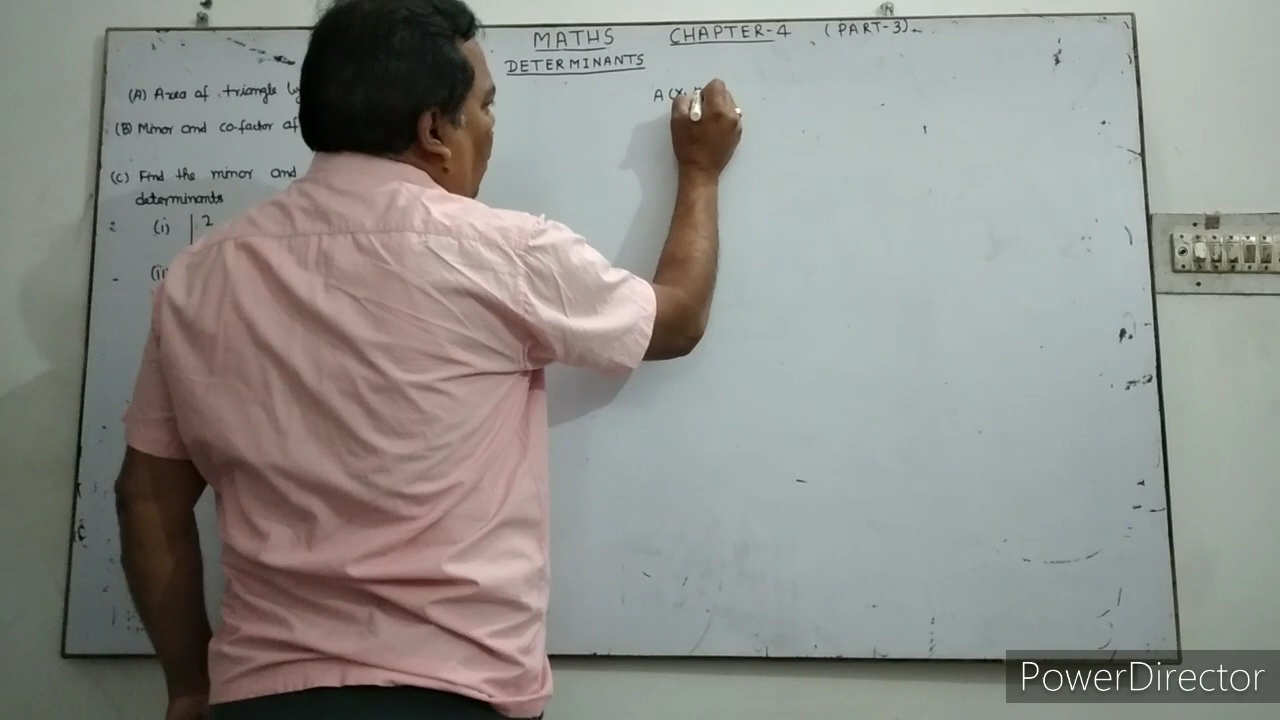 MATHS CHAPTER-4 (PART-3)
DETERMINANTS
(A) Area of triangle by
(B) Minor and co-factor of
(C) Find the minor and
determinants
(i) | 2
(ii
A (x,
PowerDirector